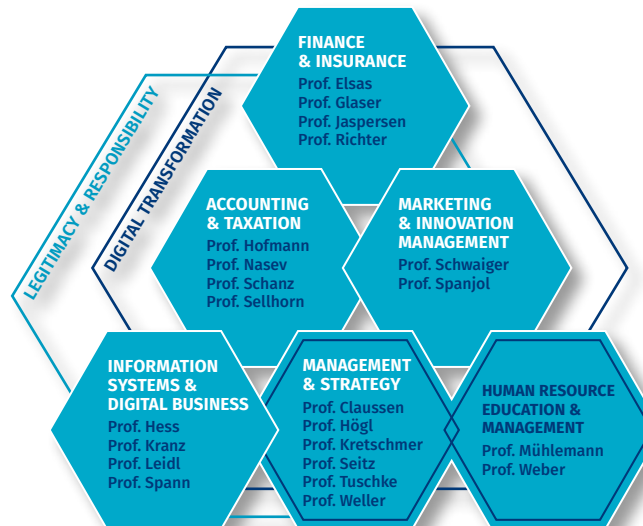 FINANCE
& INSURANCE
Prof. Elsas
Prof. Glaser
Prof. Jaspersen
Prof. Richter
LEGITIMACY & RESPONSIBILITY
DIGITAL TRANSFORMATION
ACCOUNTING
& TAXATION
Prof. Hofmann
Prof. Nasev
Prof. Schanz
Prof. Sellhorn
MARKETING
& INNOVATION
MANAGEMENT
Prof. Schwaiger
Prof. Spanjol
INFORMATION
SYSTEMS &
DIGITAL BUSINESS
Prof. Hess
Prof. Kranz
Prof. Leidl
Prof. Spann
MANAGEMENT
& STRATEGY
Prof. Claussen
Prof. Högl
Prof. Kretschmer
Prof. Seitz
Prof. Tuschke
Prof. Weller
HUMAN RESOURCE
EDUCATION &
MANAGEMENT
Prof. Mühlemann
Prof. Weber